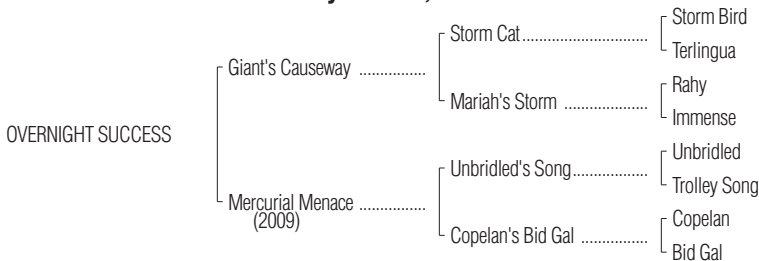 Storm Bird
Storm Cat
Terlingua
Giant's Causeway
Rahy
Mariah's Storm
Immense
OVERNIGHT SUCCESS
Unbridled
Unbridled's Song
Trolley Song
Mercurial Menace
(2009)
Copelan
Copelan's Bid Gal
Bid Gal